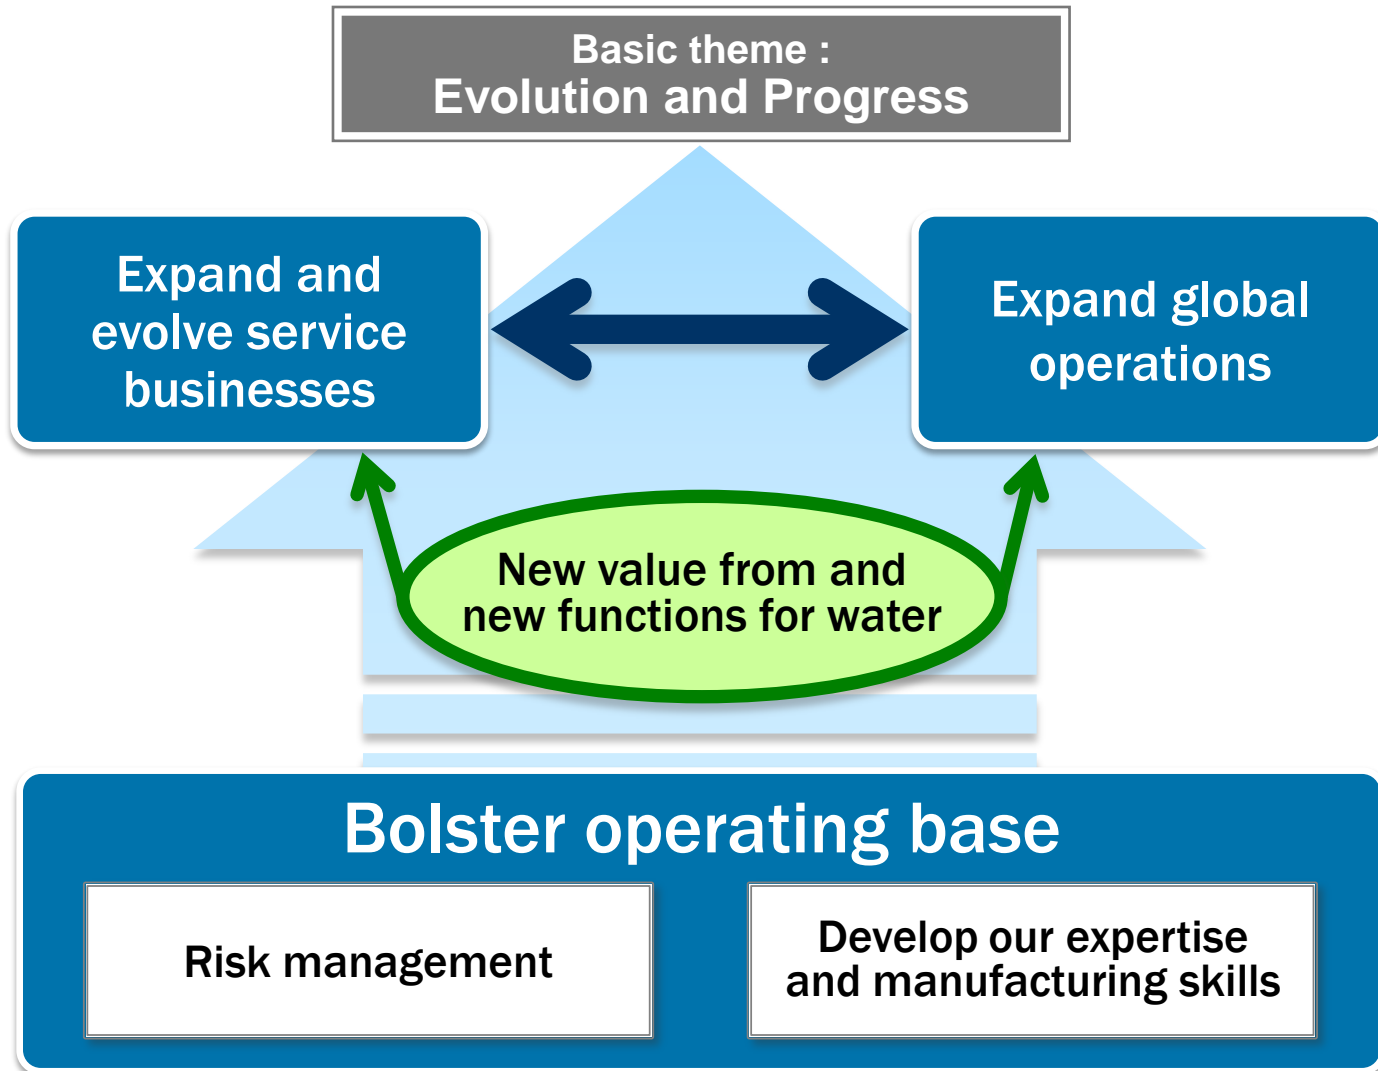 Basic theme :
Evolution and Progress
Expand and
evolve service
businesses
Expand global
operations
New value from and
new functions for water
Bolster operating base
Risk management
Develop our expertise
and manufacturing skills